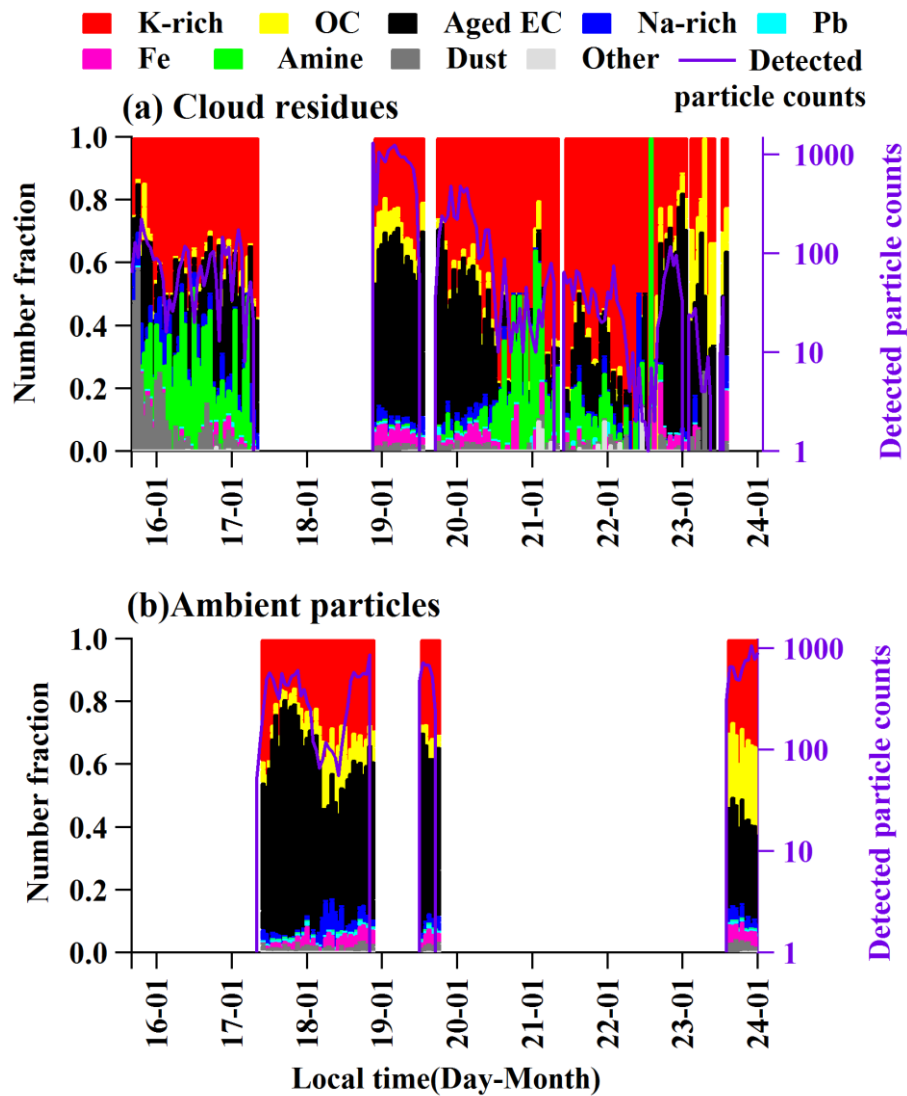 K-rich OC Aged EC Na-rich Pb
Fe Amine Dust Other Detected
particle counts
(a) Cloud residues
1.0
0.8
0.6
0.4
0.2
0.0
Number fraction
1000
100
10
1
Detected particle counts
16-01 17-01 18-01 19-01 20-01 21-01 22-01 23-01 24-01
(b)Ambient particles
1.0
0.8
0.6
0.4
0.2
0.0
Number fraction
1000
100
10
1
Detected particle counts
16-01 17-01 18-01 19-01 20-01 21-01 22-01 23-01 24-01
Local time(Day-Month)